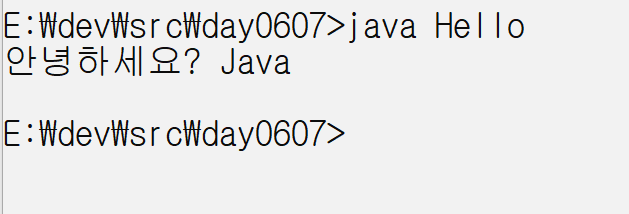 E:₩dev₩src₩day0607>java Hello
안녕하세요? Java
E:₩dev₩src₩day0607>